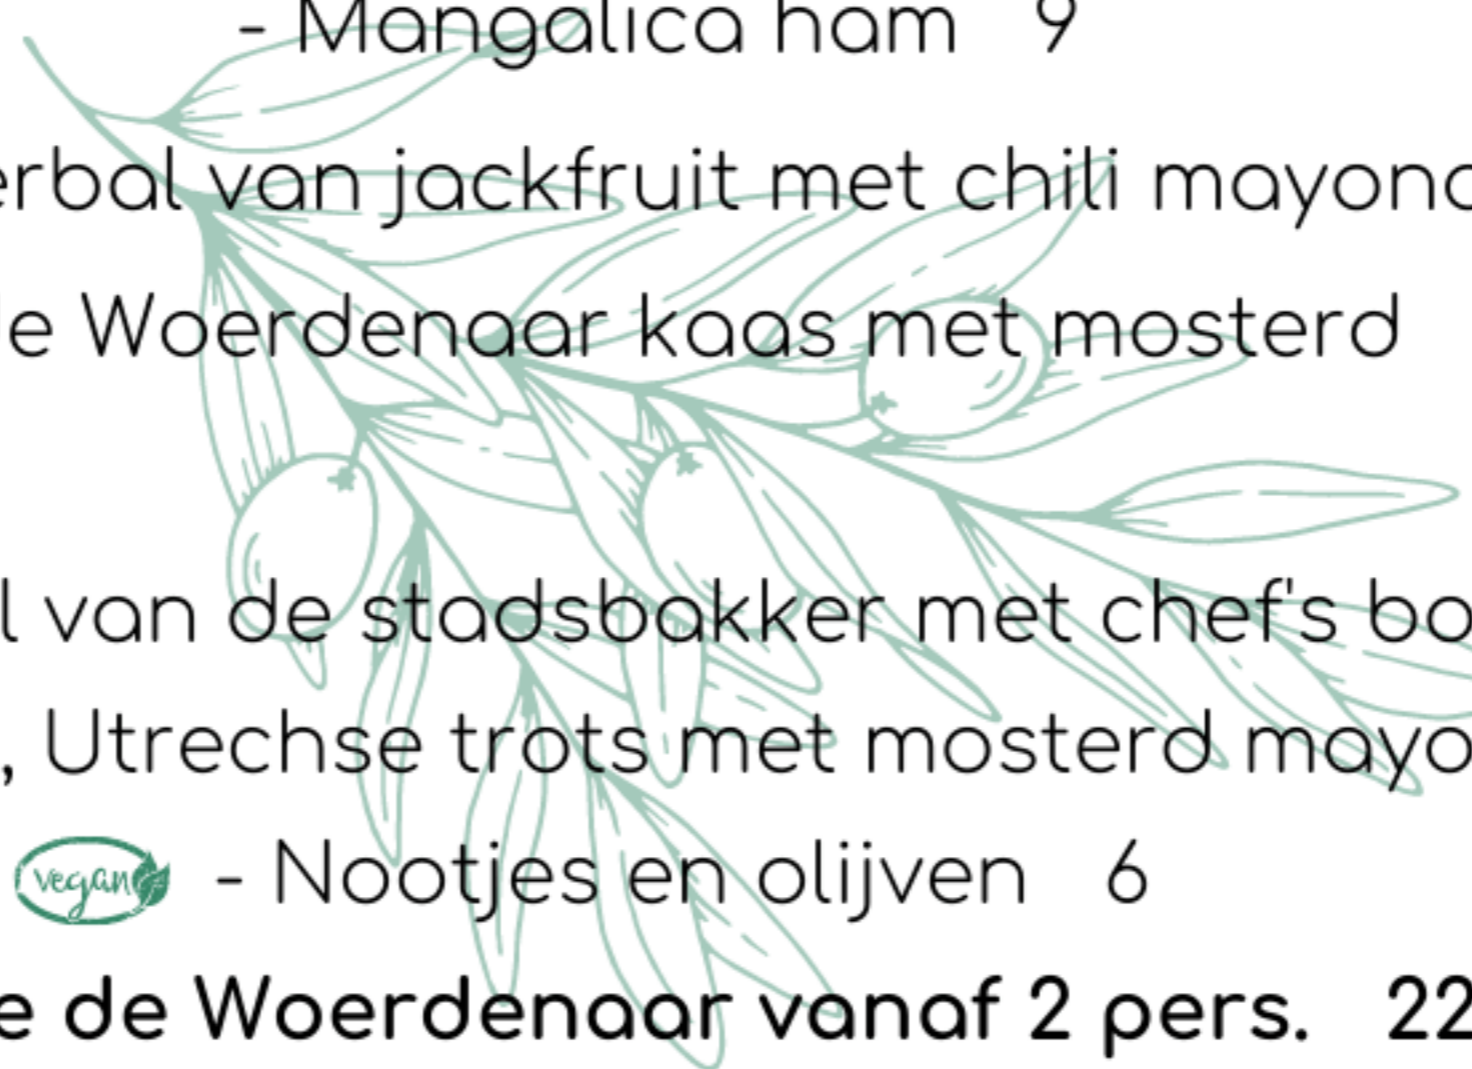 - Mangalica ham 9
erbal van jackfruit met chili mayona
le Woerdenaar kaas met mosterd
l van de stadsbakker met chef's bo
, Utrechse trots met mosterd mayo
vegan - Nootjes en olijven 6
e de Woerdenaar vanaf 2 pers. 22